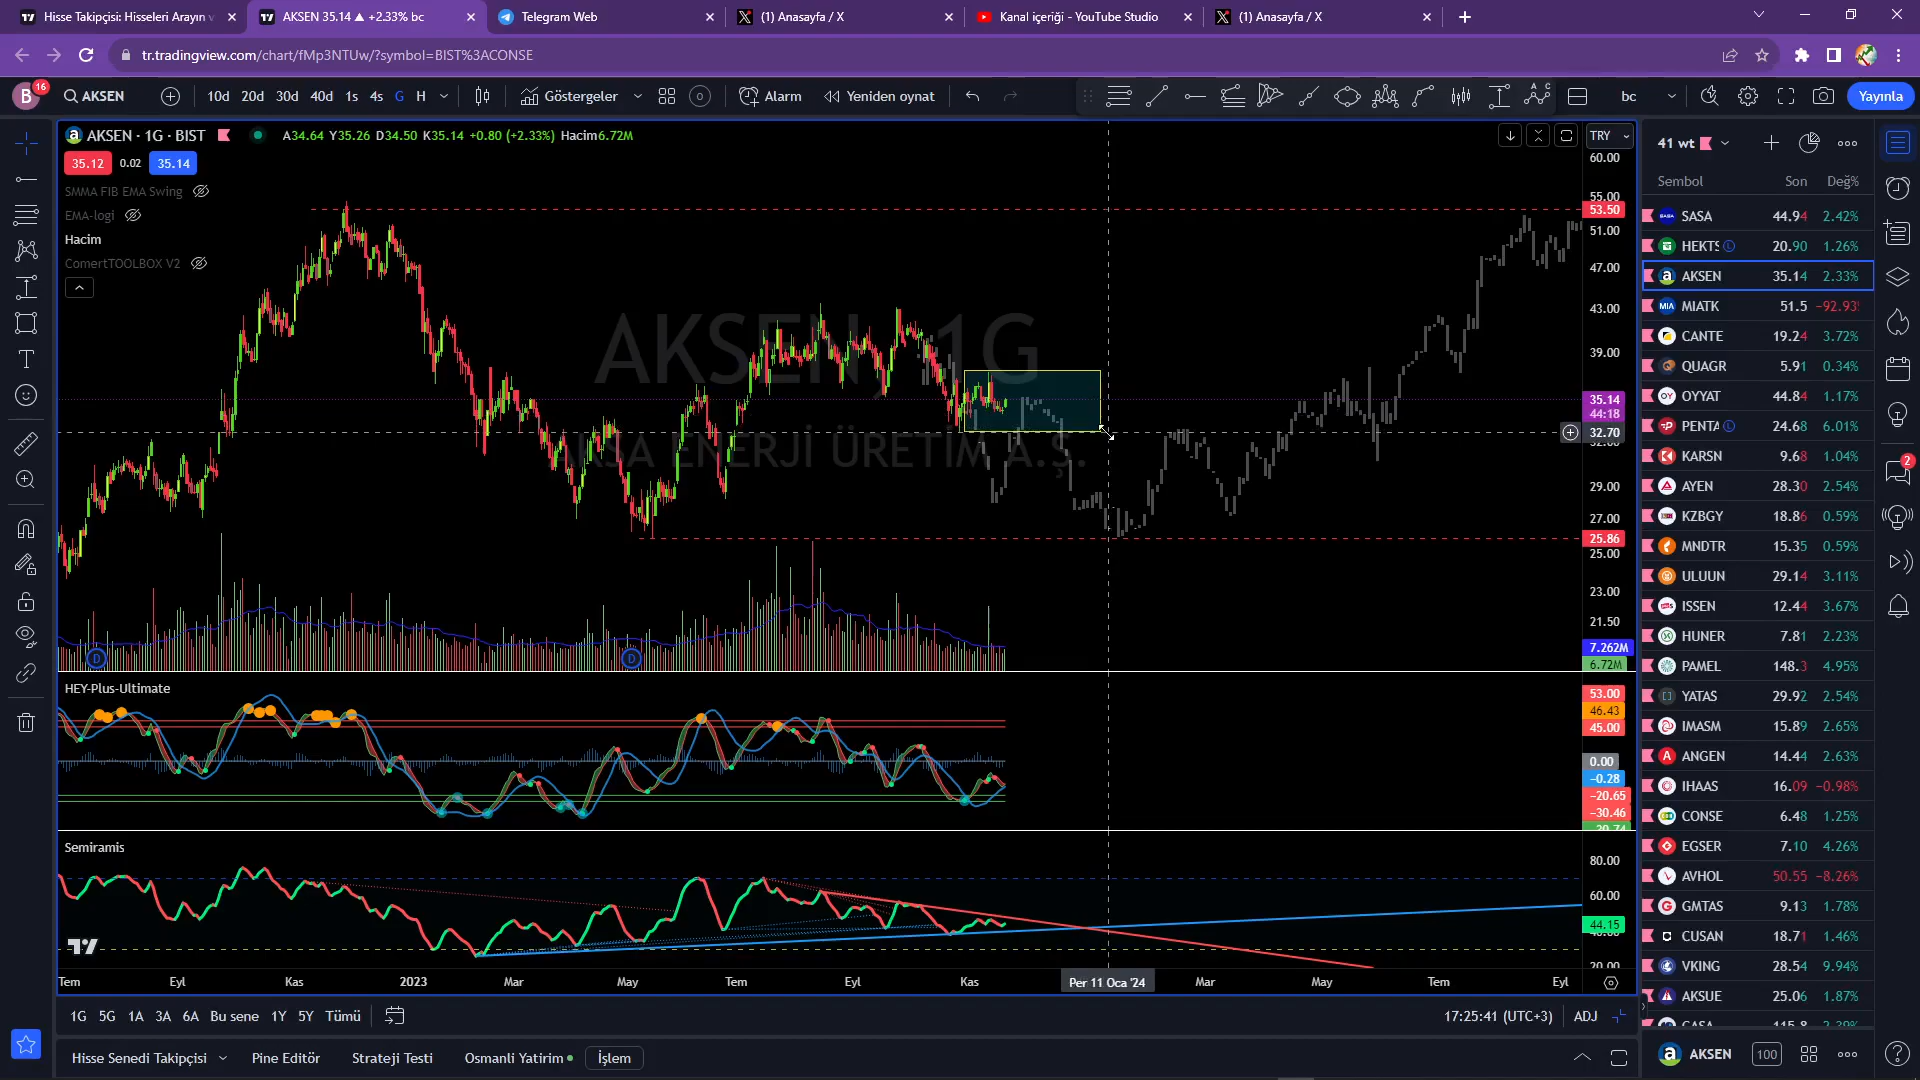 Hisse Takipçisi: Hisseleri Arayın v
AKSEN 35.14 ▲ +2.33% bc
Telegram Web
(1) Anasayfa / X
Kanal içeriği - YouTube Studio
(1) Anasayfa / X
tr.tradingview.com/chart/fMp3NTUw/?symbol=BIST%3ACONSE
B
16
AKSEN
10d
20d
30d
40d
1s
4s
G
H
Göstergeler
Alarm
Yeniden oynat
bc
Yayınla
AKSEN · 1G · BIST
A34.64 Y35.26 D34.50 K35.14 +0.80 (+2.33%) Hacim6.72M
35.12
0.02
35.14
SMMA FIB EMA Swing
EMA-logi
Hacim
ComertTOOLBOX V2
AKSEN, 1G
AKSA ENERJİ ÜRETİM A.Ş.
TRY
60.00
55.00
53.50
51.00
47.00
43.00
39.00
35.14
44:18
32.70
29.00
27.00
25.86
25.00
23.00
21.50
7.262M
6.72M
D
D
HEY-Plus-Ultimate
53.00
46.43
45.00
0.00
−0.28
−20.65
−30.46
Semiramis
80.00
60.00
44.15
20.00
Tem
Eyl
Kas
2023
Mar
May
Tem
Eyl
Kas
Per 11 Oca '24
Mar
May
Tem
Eyl
1G
5G
1A
3A
6A
Bu sene
1Y
5Y
Tümü
17:25:41 (UTC+3)
ADJ
Hisse Senedi Takipçisi
Pine Editörü
Strateji Testi
Osmanli Yatirim
İşlem
41 wt
Sembol Son Değ%
SASA 44.94 2.42%
HEKTS 20.90 1.26%
AKSEN 35.14 2.33%
MIATK 51.5 −92.93
CANTE 19.24 3.72%
QUAGR 5.91 0.34%
OYYAT 44.84 1.17%
PENTA 24.68 6.01%
KARSN 9.68 1.04%
AYEN 28.30 2.54%
KZBGY 18.86 0.59%
MNDTR 15.35 0.59%
ULUUN 29.14 3.11%
ISSEN 12.44 3.67%
HUNER 7.81 2.23%
PAMEL 148.3 4.95%
YATAS 29.92 2.54%
IMASM 15.89 2.65%
ANGEN 14.44 2.63%
IHAAS 16.09 −0.98%
CONSE 6.48 1.25%
EGSER 7.10 4.26%
AVHOL 50.55 −8.26%
GMTAS 9.13 1.78%
CUSAN 18.71 1.46%
VKING 28.54 9.94%
AKSUE 25.06 1.87%
2
AKSEN
100